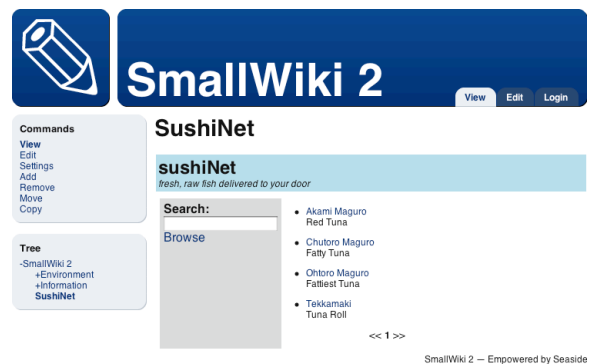 SmallWiki 2
View Edit Login
Commands
View
Edit
Settings
Add
Remove
Move
Copy
Tree
-SmallWiki 2
+Environment
+Information
SushiNet
SushiNet
sushiNet
fresh, raw fish delivered to your door
Search:
Browse
Akami Maguro
Red Tuna
Chutoro Maguro
Fatty Tuna
Ohtoro Maguro
Fattiest Tuna
Tekkamaki
Tuna Roll
<< 1 >>
SmallWiki 2 — Empowered by Seaside